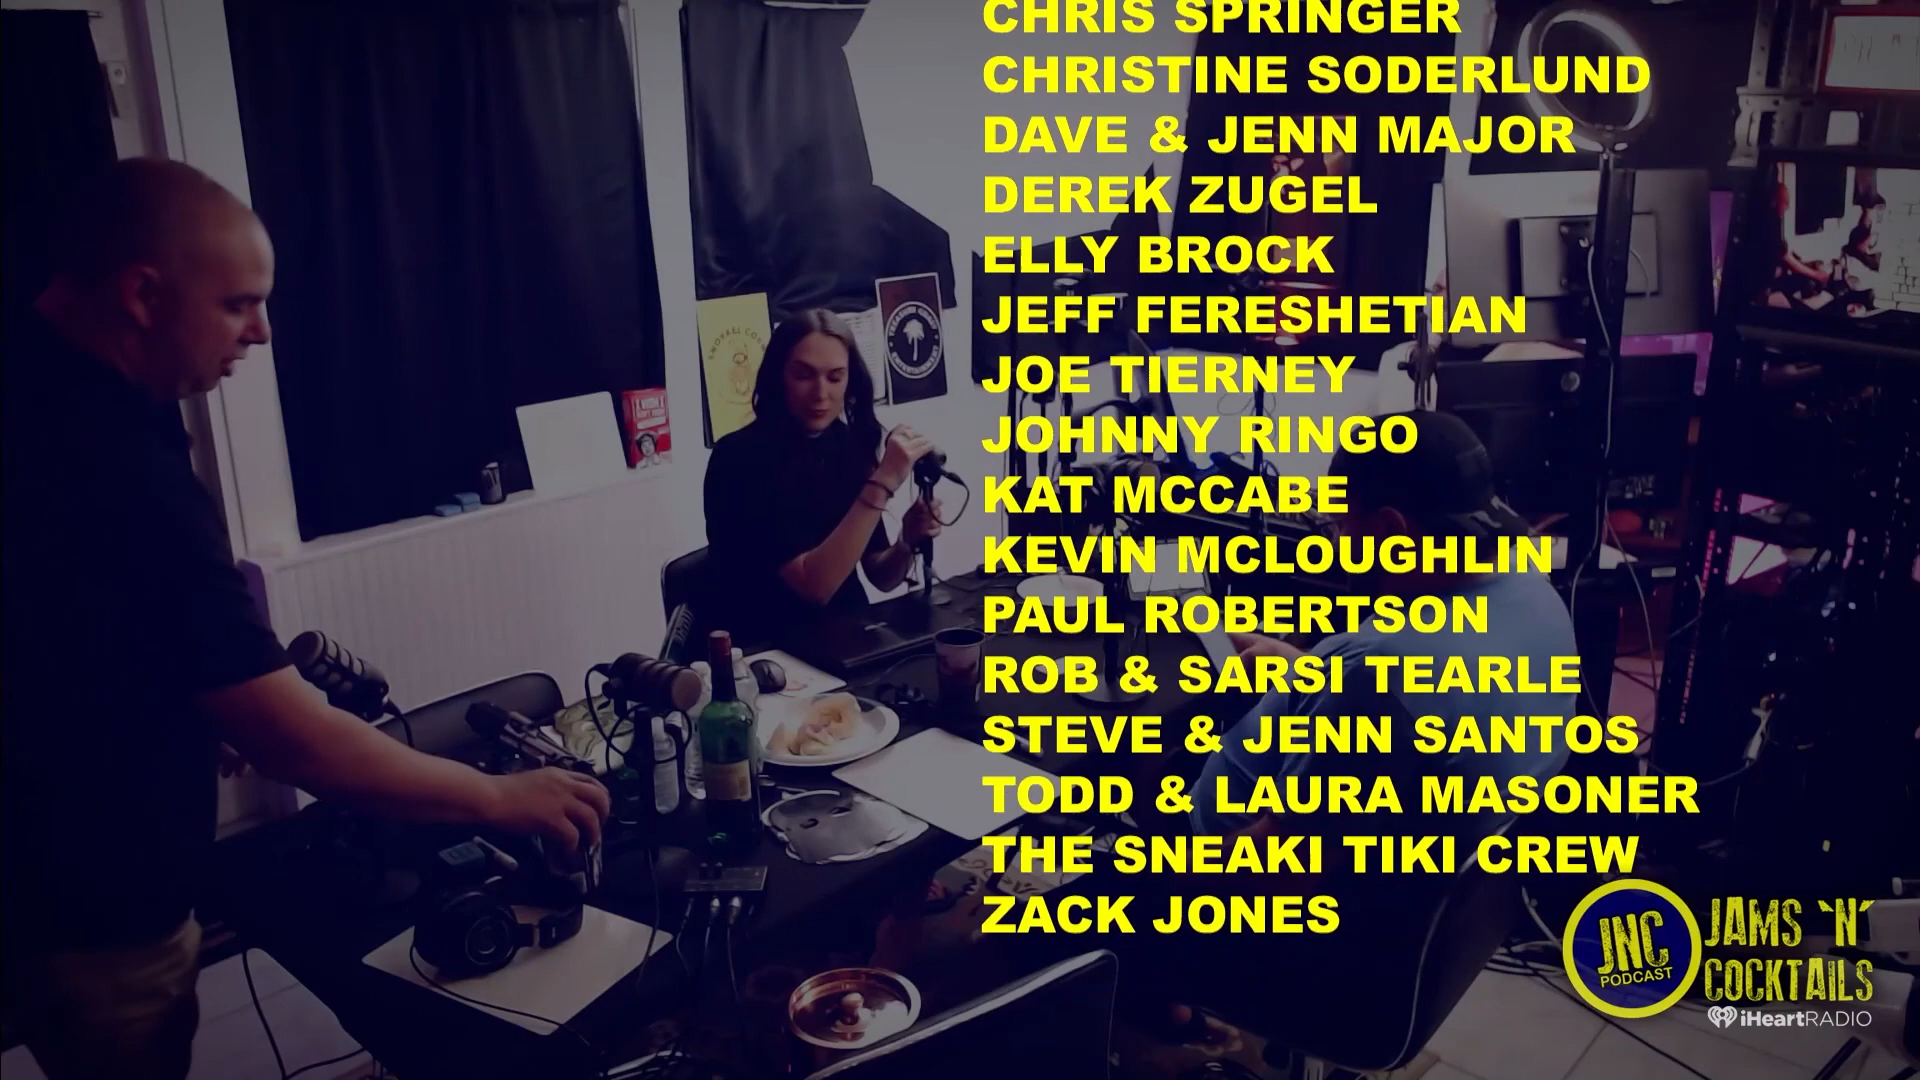 CHRIS SPRINGER
CHRISTINE SODERLUND
DAVE & JENN MAJOR
DEREK ZUGEL
ELLY BROCK
JEFF FERESHETIAN
JOE TIERNEY
JOHNNY RINGO
KAT MCCABE
KEVIN MCLOUGHLIN
PAUL ROBERTSON
ROB & SARSI TEARLE
STEVE & JENN SANTOS
TODD & LAURA MASONER
THE SNEAKI TIKI CREW
ZACK JONES
JNC
PODCAST
JAMS `N´
COCKTAILS
iHeartRADIO